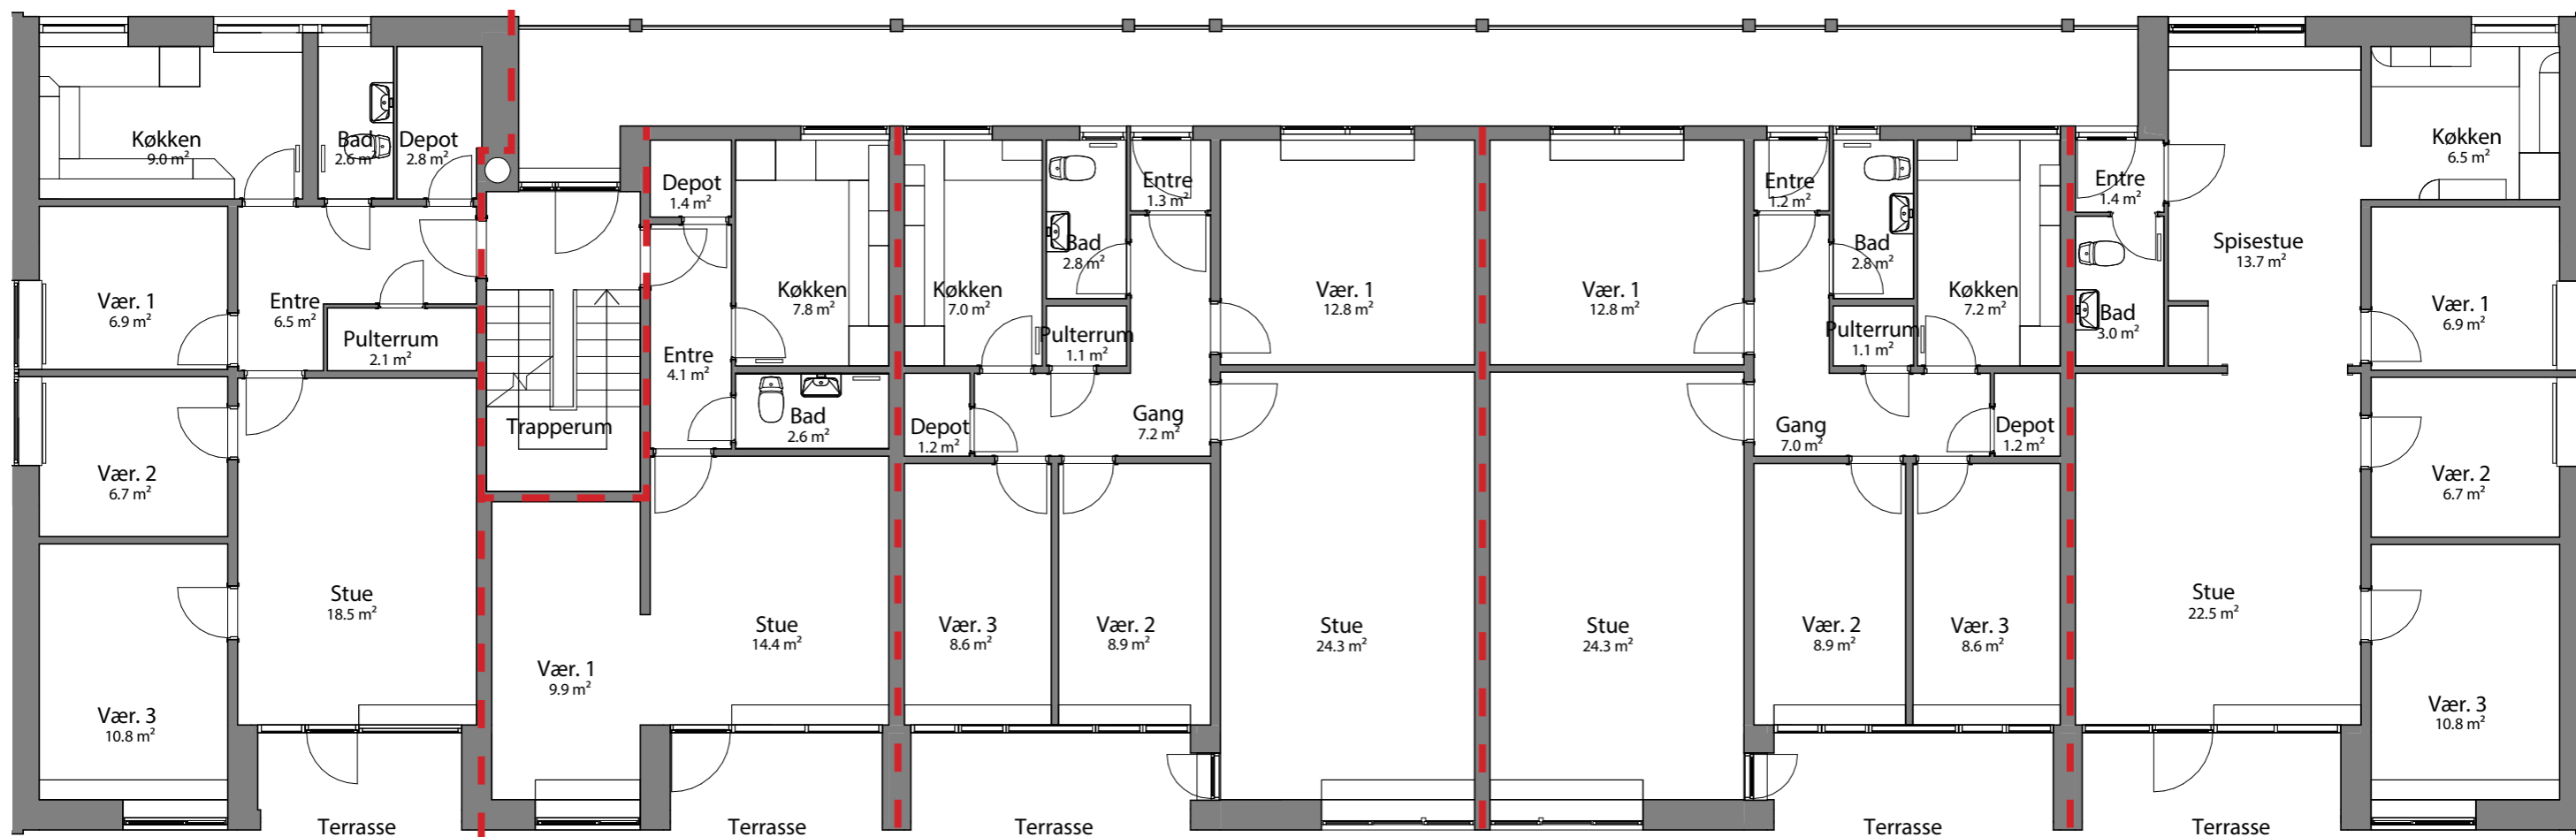 Køkken
9.0 m²
Bad
2.6 m²
Depot
2.8 m²
Vær. 1
6.9 m²
Entre
6.5 m²
Pulterrum
2.1 m²
Vær. 2
6.7 m²
Stue
18.5 m²
Vær. 3
10.8 m²
Terrasse
Trapperum
Depot
1.4 m²
Køkken
7.8 m²
Entre
4.1 m²
Bad
2.6 m²
Stue
14.4 m²
Vær. 1
9.9 m²
Terrasse
Køkken
7.0 m²
Bad
2.8 m²
Entre
1.3 m²
Pulterrum
1.1 m²
Depot
1.2 m²
Gang
7.2 m²
Vær. 1
12.8 m²
Vær. 3
8.6 m²
Vær. 2
8.9 m²
Stue
24.3 m²
Terrasse
Vær. 1
12.8 m²
Entre
1.2 m²
Bad
2.8 m²
Køkken
7.2 m²
Pulterrum
1.1 m²
Gang
7.0 m²
Depot
1.2 m²
Stue
24.3 m²
Vær. 2
8.9 m²
Vær. 3
8.6 m²
Terrasse
Entre
1.4 m²
Bad
3.0 m²
Spisestue
13.7 m²
Køkken
6.5 m²
Vær. 1
6.9 m²
Vær. 2
6.7 m²
Stue
22.5 m²
Vær. 3
10.8 m²
Terrasse